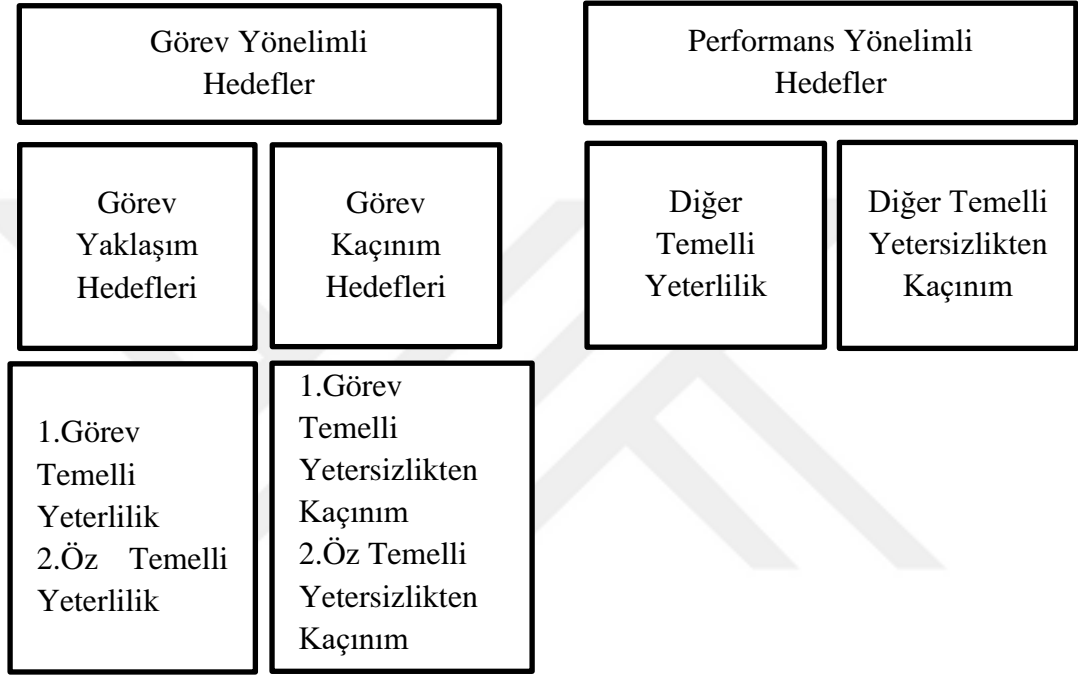 Görev Yönelimli
Hedefler
Performans Yönelimli
Hedefler
Görev
Yaklaşım
Hedefleri
Görev
Kaçınım
Hedefleri
Diğer
Temelli
Yeterlilik
Diğer Temelli
Yetersizlikten
Kaçınım
1.Görev
Temelli
Yeterlilik
2.Öz Temelli
Yeterlilik
1.Görev
Temelli
Yetersizlikten
Kaçınım
2.Öz Temelli
Yetersizlikten
Kaçınım